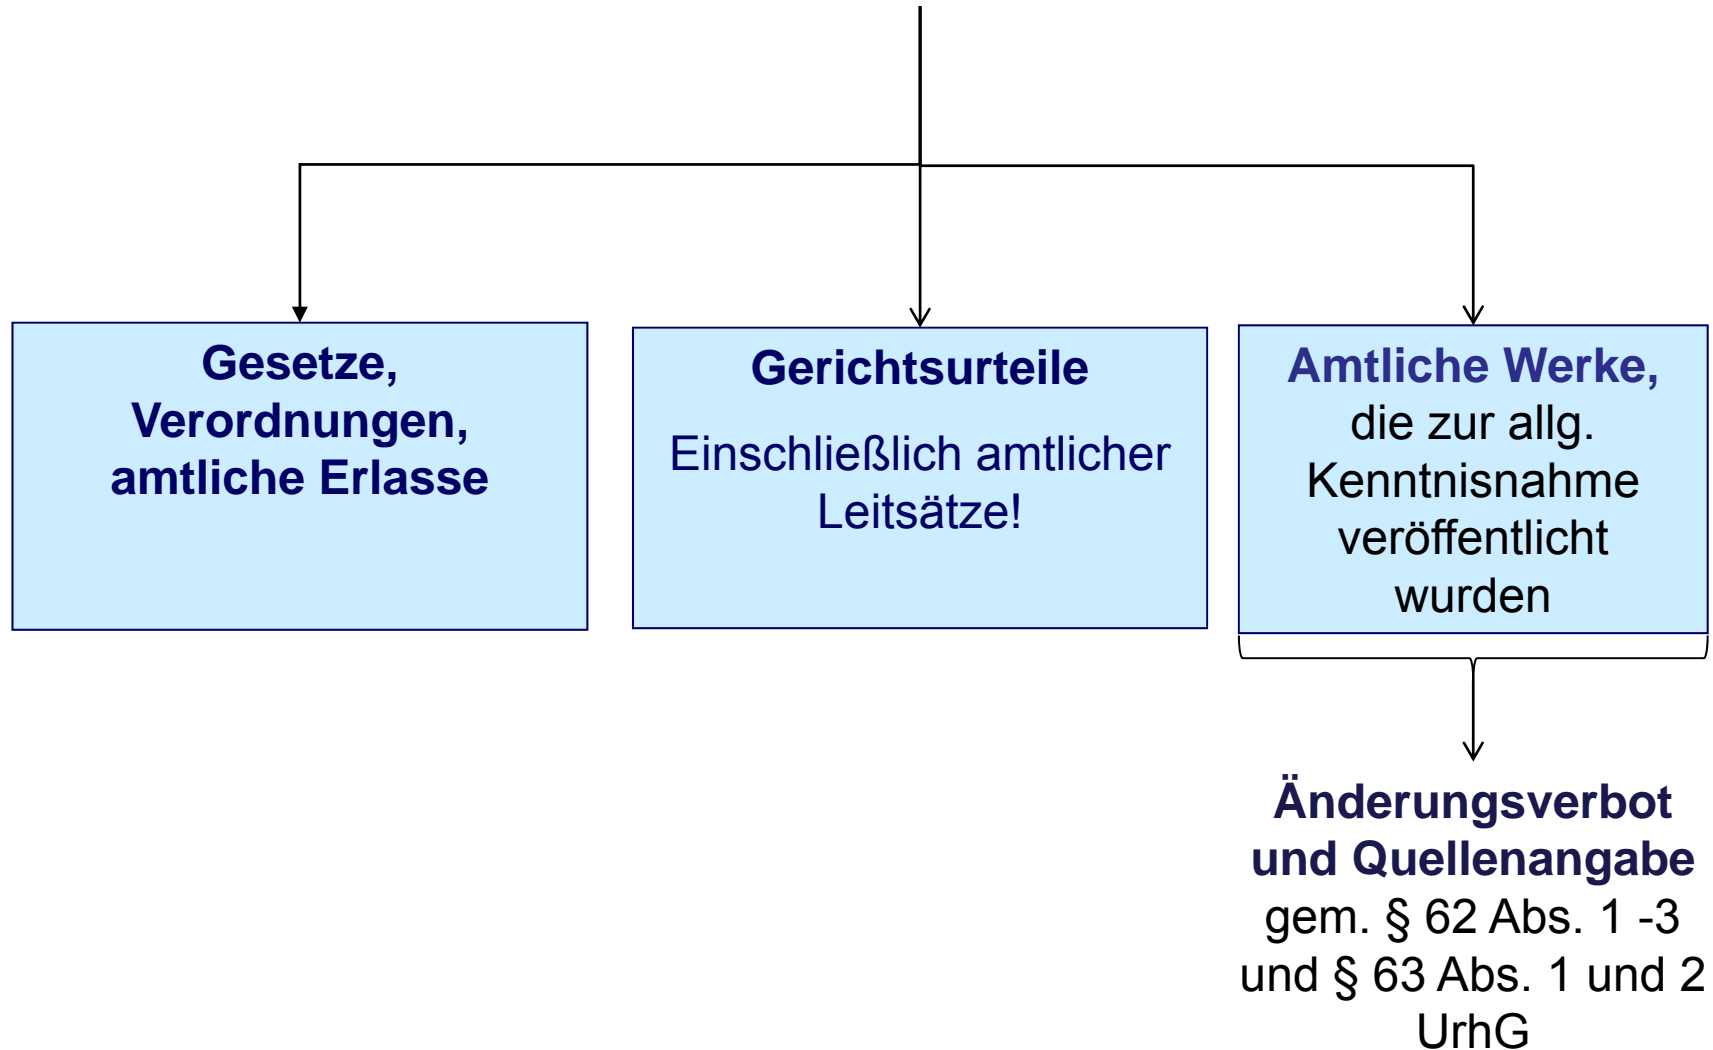 Gesetze,
Verordnungen,
amtliche Erlasse
Gerichtsurteile
Einschließlich amtlicher
Leitsätze!
Amtliche Werke,
die zur allg.
Kenntnisnahme
veröffentlicht
wurden
Änderungsverbot
und Quellenangabe
gem. § 62 Abs. 1 -3
und § 63 Abs. 1 und 2
UrhG